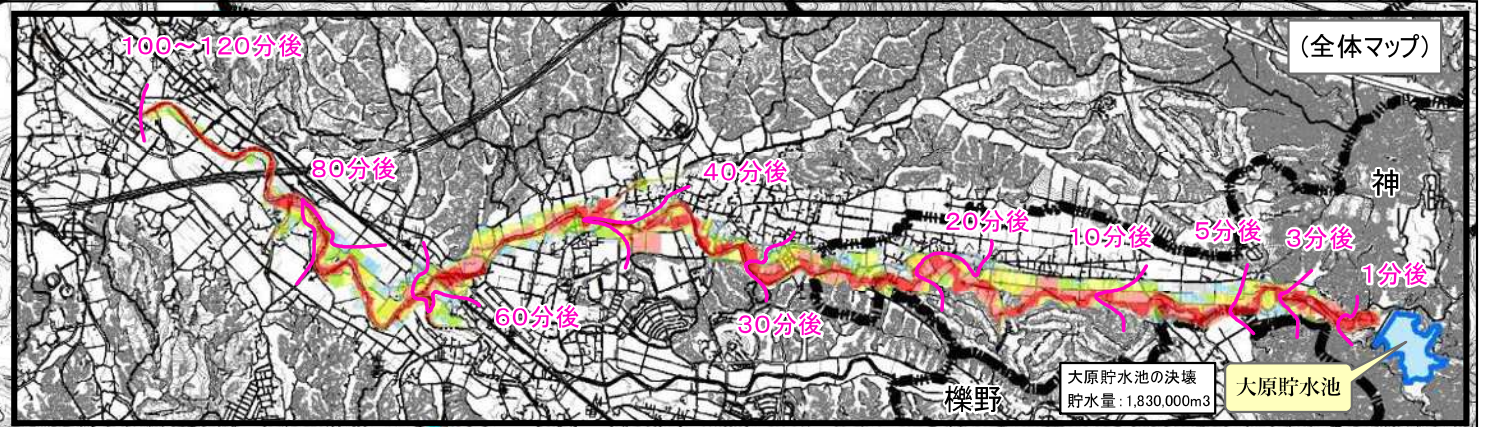 (全体マップ)
100～120分後
80分後
60分後
40分後
30分後
20分後
10分後
5分後
3分後
1分後
神
櫟野
大原貯水池の決壊
貯水量:1,830,000m3
大原貯水池